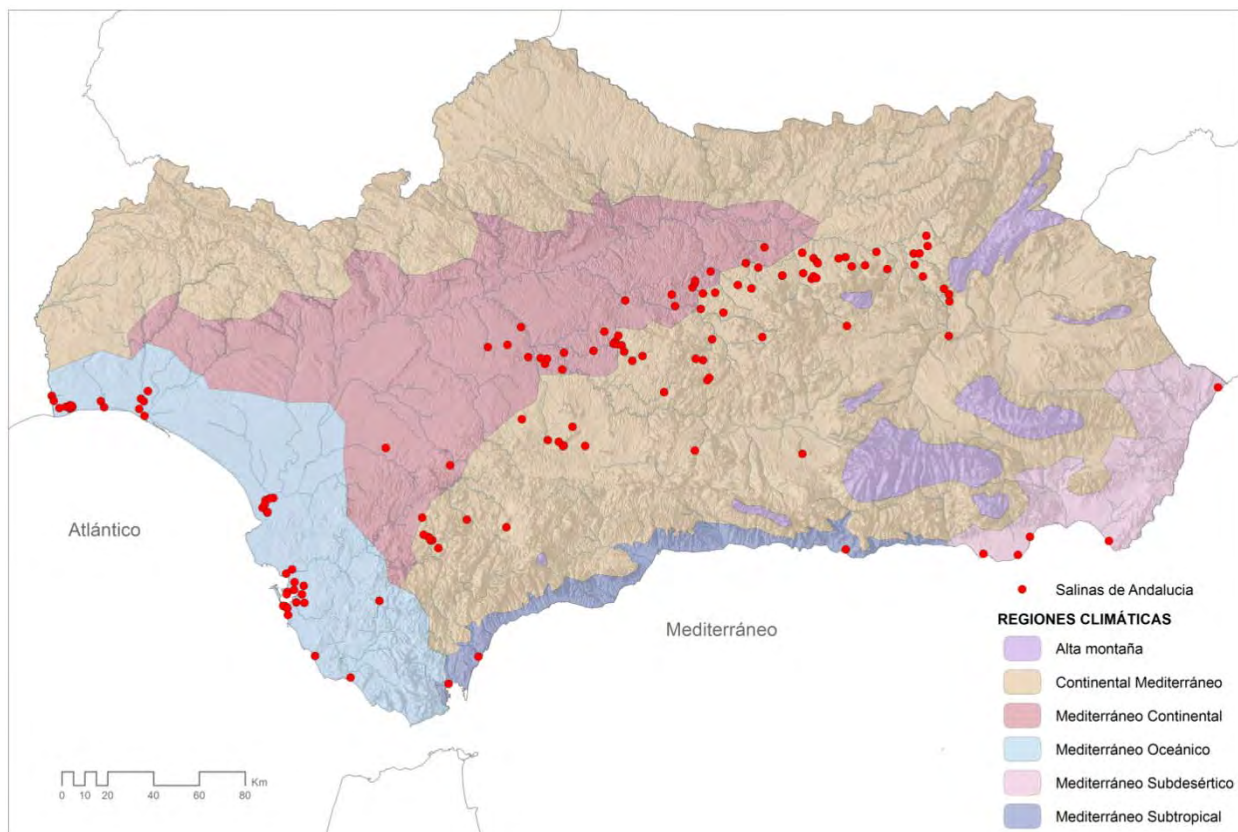 Atlántico
Mediterráneo
Salinas de Andalucia
REGIONES CLIMÁTICAS
Alta montaña
Continental Mediterráneo
Mediterráneo Continental
Mediterráneo Oceánico
Mediterráneo Subdesértico
Mediterráneo Subtropical
Km
0 10 20 40 60 80